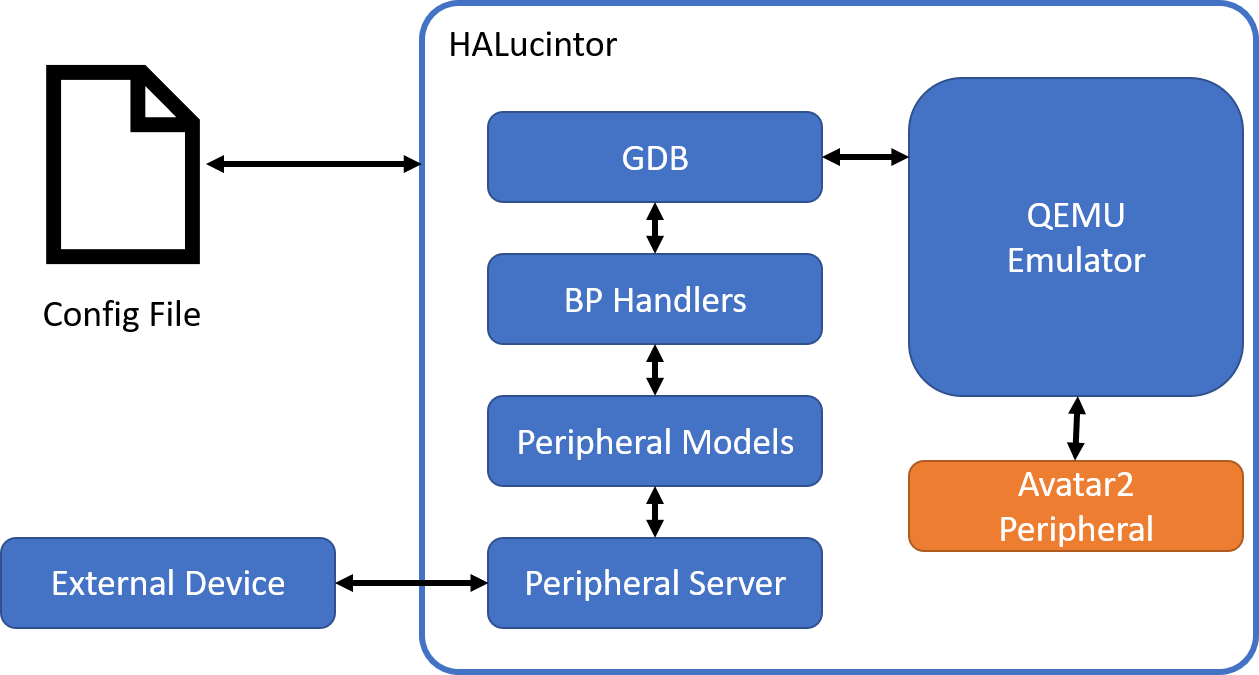 HALucintor
GDB
QEMU
Emulator
BP Handlers
Config File
Peripheral Models
Avatar2
Peripheral
External Device
Peripheral Server